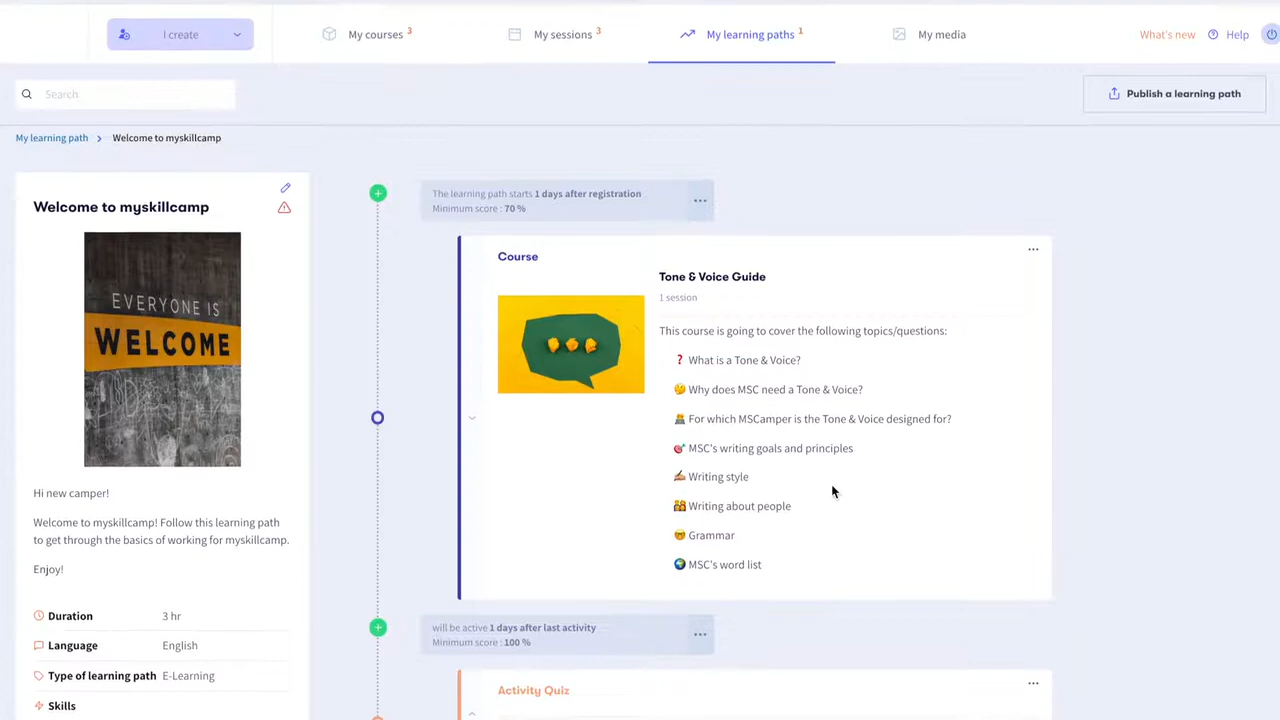 I create
My courses 3
My sessions 3
My learning paths 1
My media
What's new
Help
Search
Publish a learning path
My learning path > Welcome to myskillcamp
Welcome to myskillcamp
EVERYONE IS
WELCOME
Hi new camper!
Welcome to myskillcamp! Follow this learning path
to get through the basics of working for myskillcamp.
Enjoy!
Duration 3 hr
Language English
Type of learning path E-Learning
Skills
The learning path starts 1 days after registration
Minimum score : 70 %
Course
Tone & Voice Guide
1 session
This course is going to cover the following topics/questions:
❓ What is a Tone & Voice?
🤔 Why does MSC need a Tone & Voice?
For which MSCamper is the Tone & Voice designed for?
🎯 MSC's writing goals and principles
✍ Writing style
Writing about people
🤓 Grammar
🌍 MSC's word list
will be active 1 days after last activity
Minimum score : 100 %
Activity Quiz